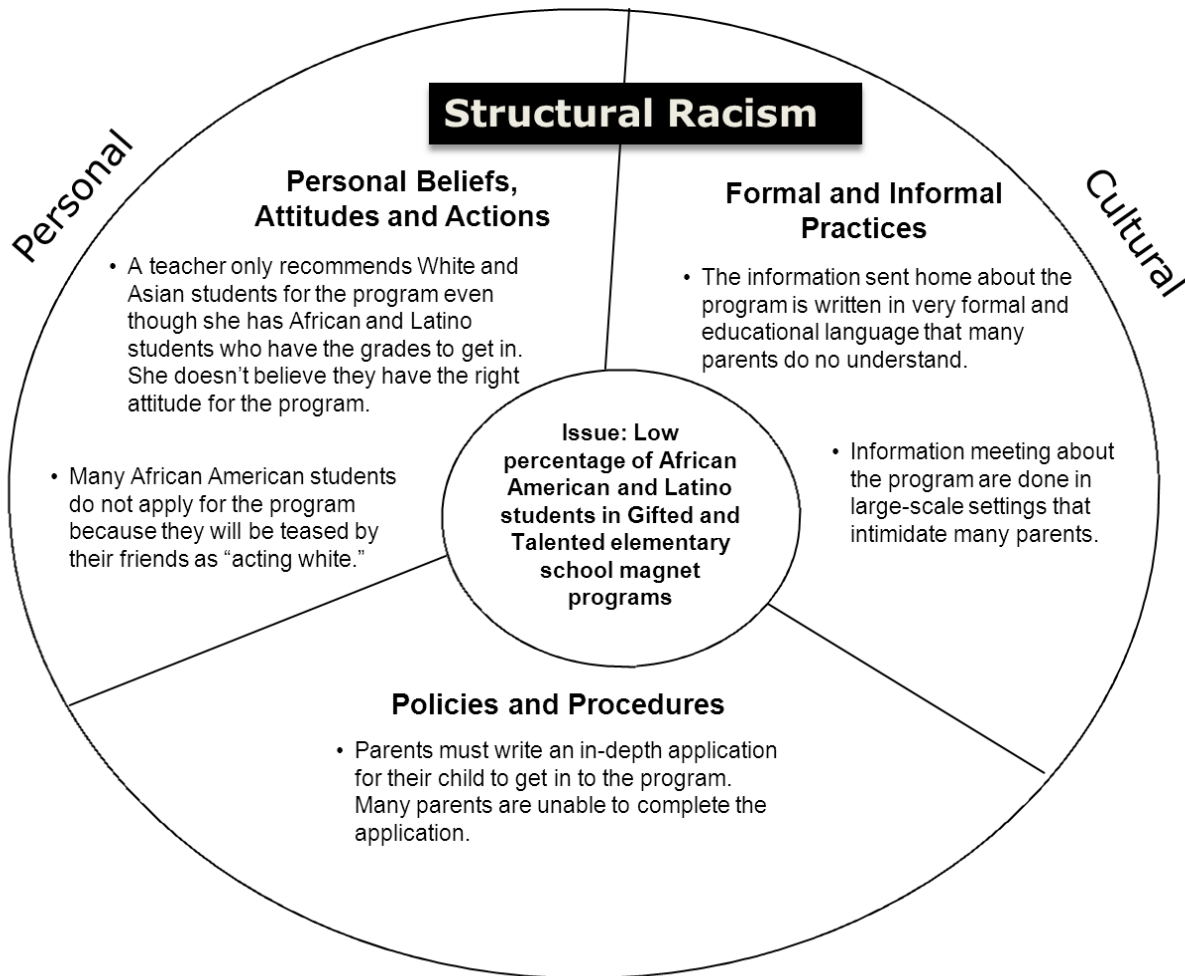 Structural Racism
Personal
Personal Beliefs,
Attitudes and Actions
• A teacher only recommends White and
Asian students for the program even
though she has African and Latino
students who have the grades to get in.
She doesn’t believe they have the right
attitude for the program.
• Many African American students
do not apply for the program
because they will be teased by
their friends as “acting white.”
Cultural
Formal and Informal
Practices
• The information sent home about the
program is written in very formal and
educational language that many
parents do no understand.
• Information meeting about
the program are done in
large-scale settings that
intimidate many parents.
Issue: Low
percentage of African
American and Latino
students in Gifted and
Talented elementary
school magnet
programs
Policies and Procedures
• Parents must write an in-depth application
for their child to get in to the program.
Many parents are unable to complete the
application.